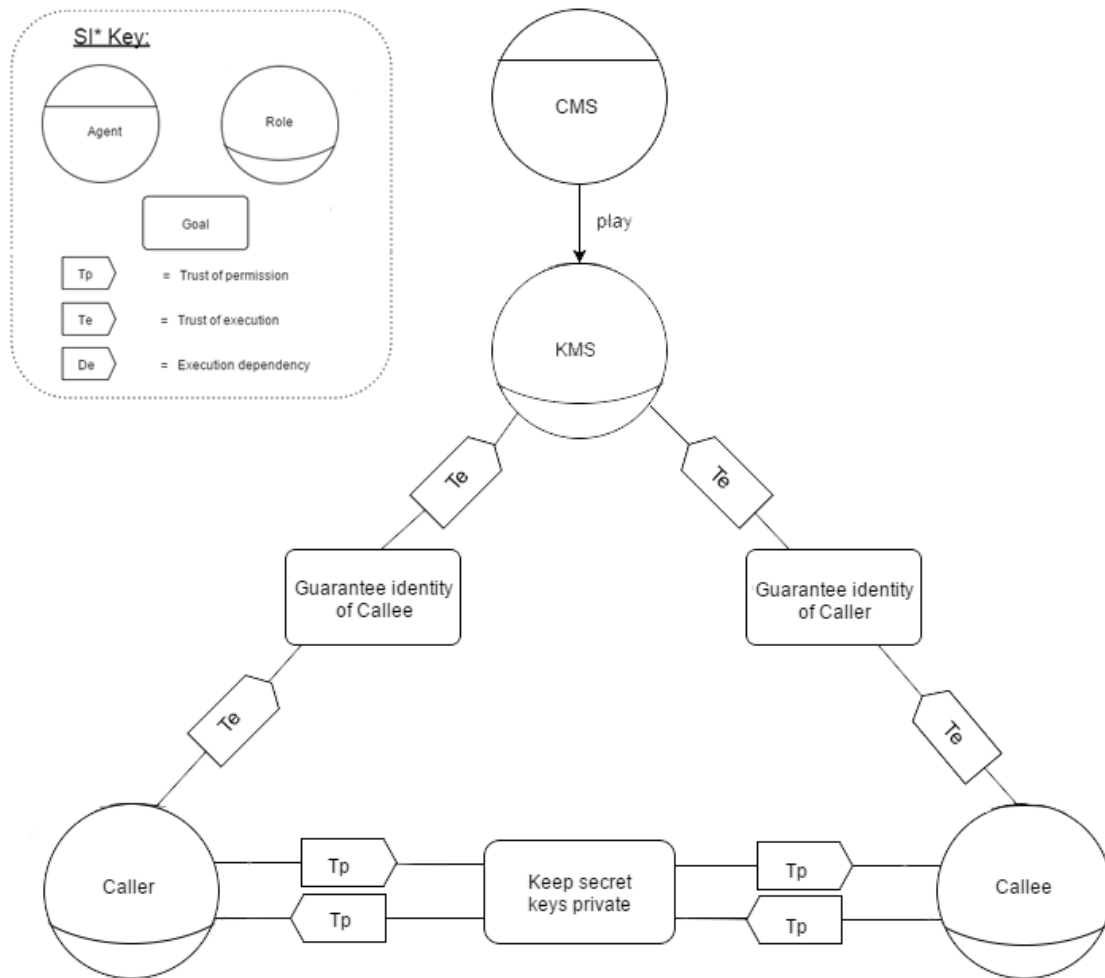 SI* Key:
Agent
Role
Goal
Tp = Trust of permission
Te = Trust of execution
De = Execution dependency
CMS
play
KMS
Te
Te
Guarantee identity
of Callee
Guarantee identity
of Caller
Te
Te
Caller
Tp
Tp
Keep secret
keys private
Tp
Tp
Callee